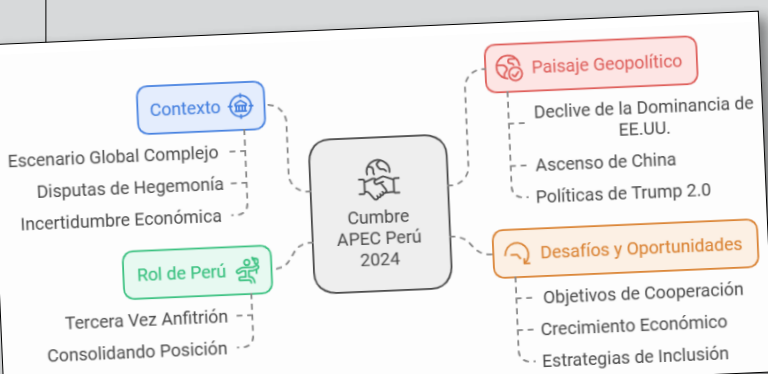 Contexto
Escenario Global Complejo
Disputas de Hegemonía
Incertidumbre Económica
Rol de Perú
Tercera Vez Anfitrión
Consolidando Posición
Cumbre
APEC Perú
2024
Paisaje Geopolítico
Declive de la Dominancia de
EE.UU.
Ascenso de China
Políticas de Trump 2.0
Desafíos y Oportunidades
Objetivos de Cooperación
Crecimiento Económico
Estrategias de Inclusión